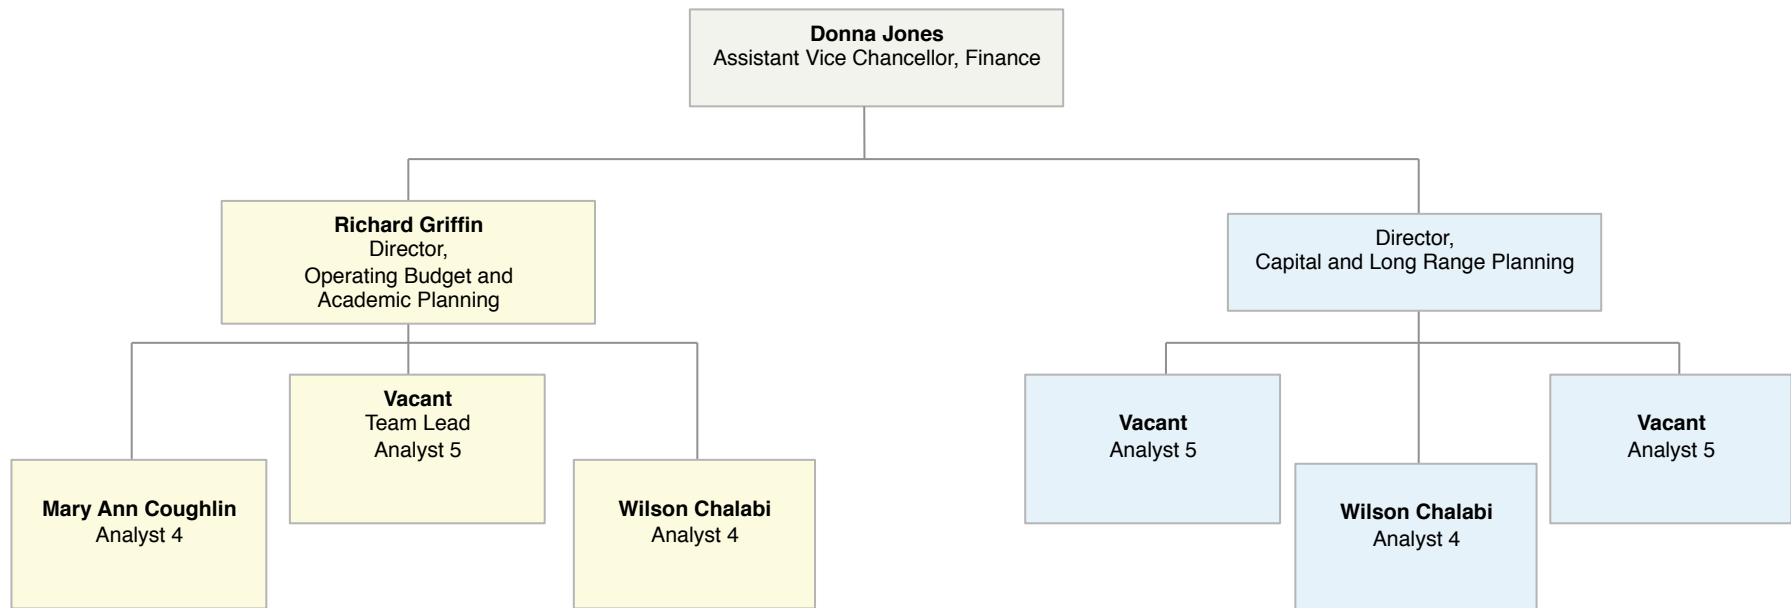 Donna Jones
Assistant Vice Chancellor, Finance
Richard Griffin
Director,
Operating Budget and
Academic Planning
Director,
Capital and Long Range Planning
Vacant
Team Lead
Analyst 5
Mary Ann Coughlin
Analyst 4
Wilson Chalabi
Analyst 4
Vacant
Analyst 5
Wilson Chalabi
Analyst 4
Vacant
Analyst 5